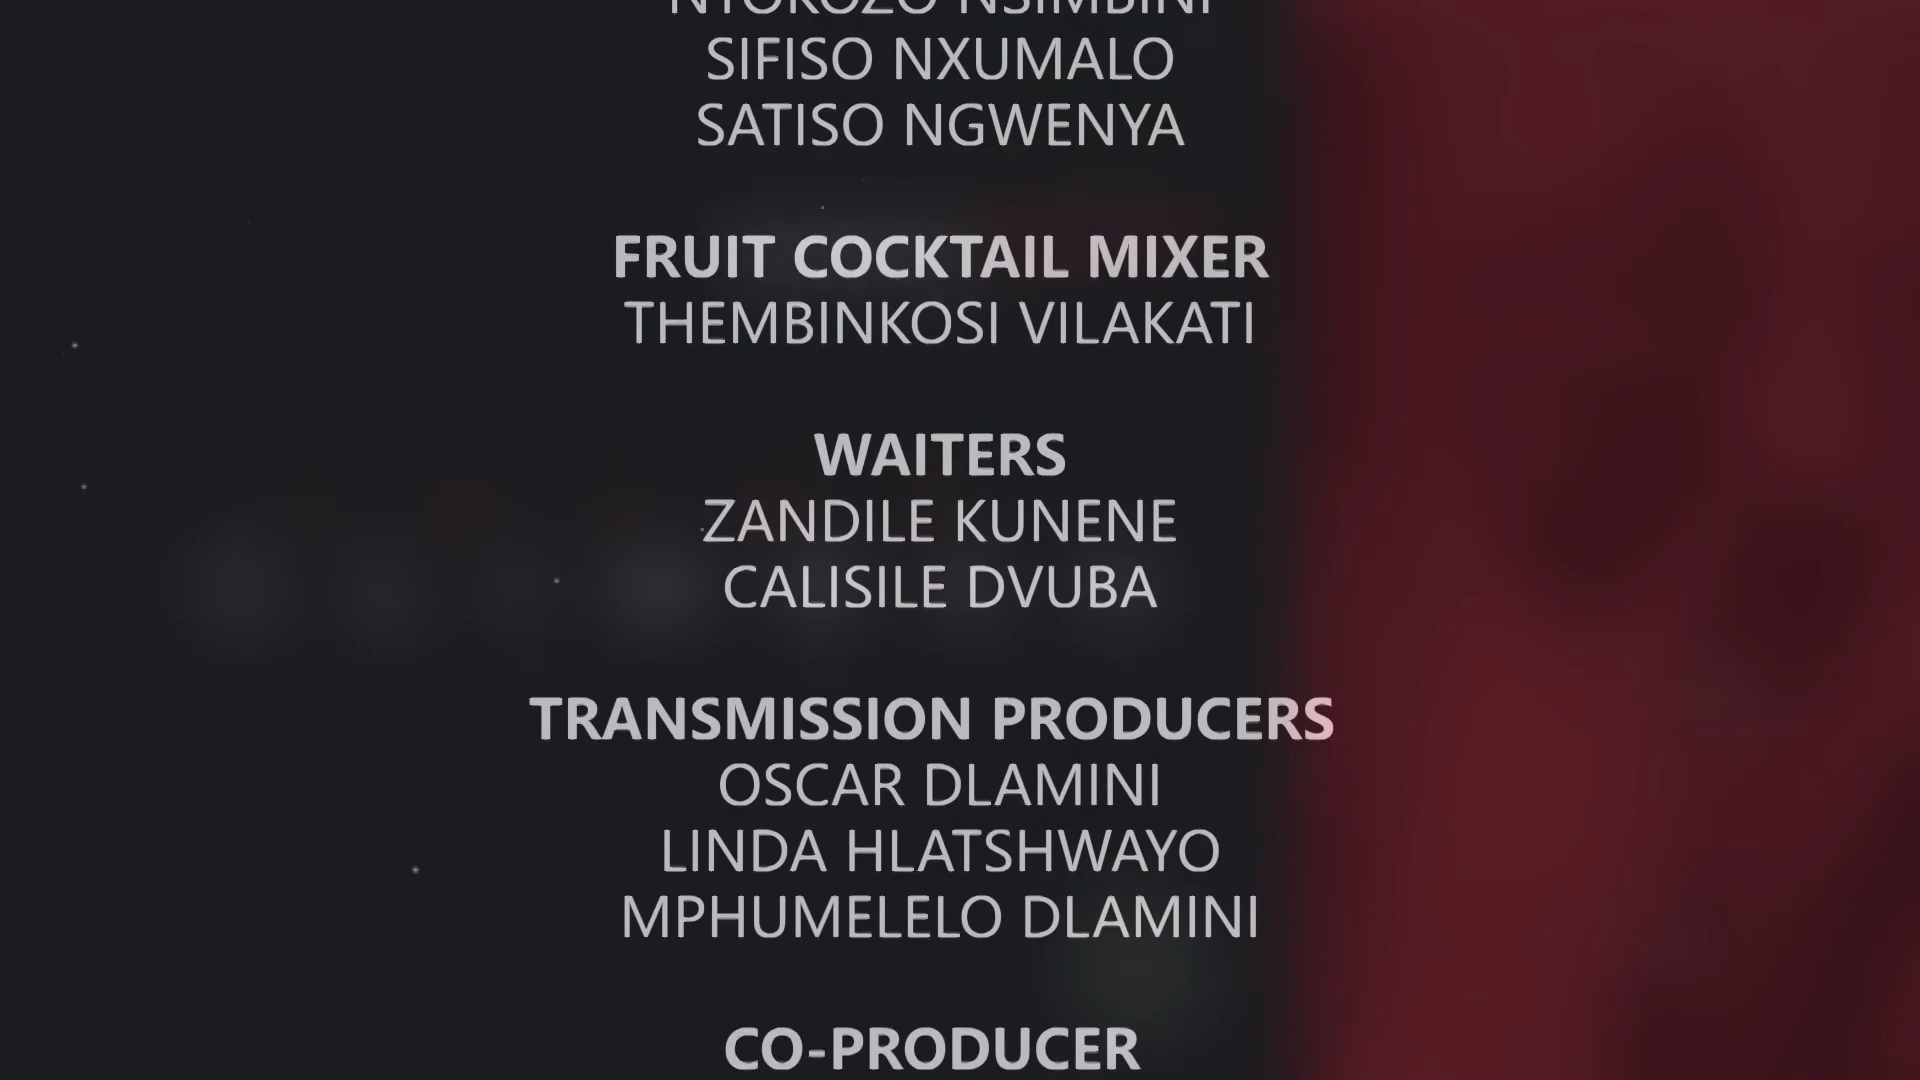 SIFISO NXUMALO
SATISO NGWENYA
FRUIT COCKTAIL MIXER
THEMBINKOSI VILAKATI
WAITERS
ZANDILE KUNENE
CALISILE DVUBA
TRANSMISSION PRODUCERS
OSCAR DLAMINI
LINDA HLATSHWAYO
MPHUMELELO DLAMINI
CO-PRODUCER